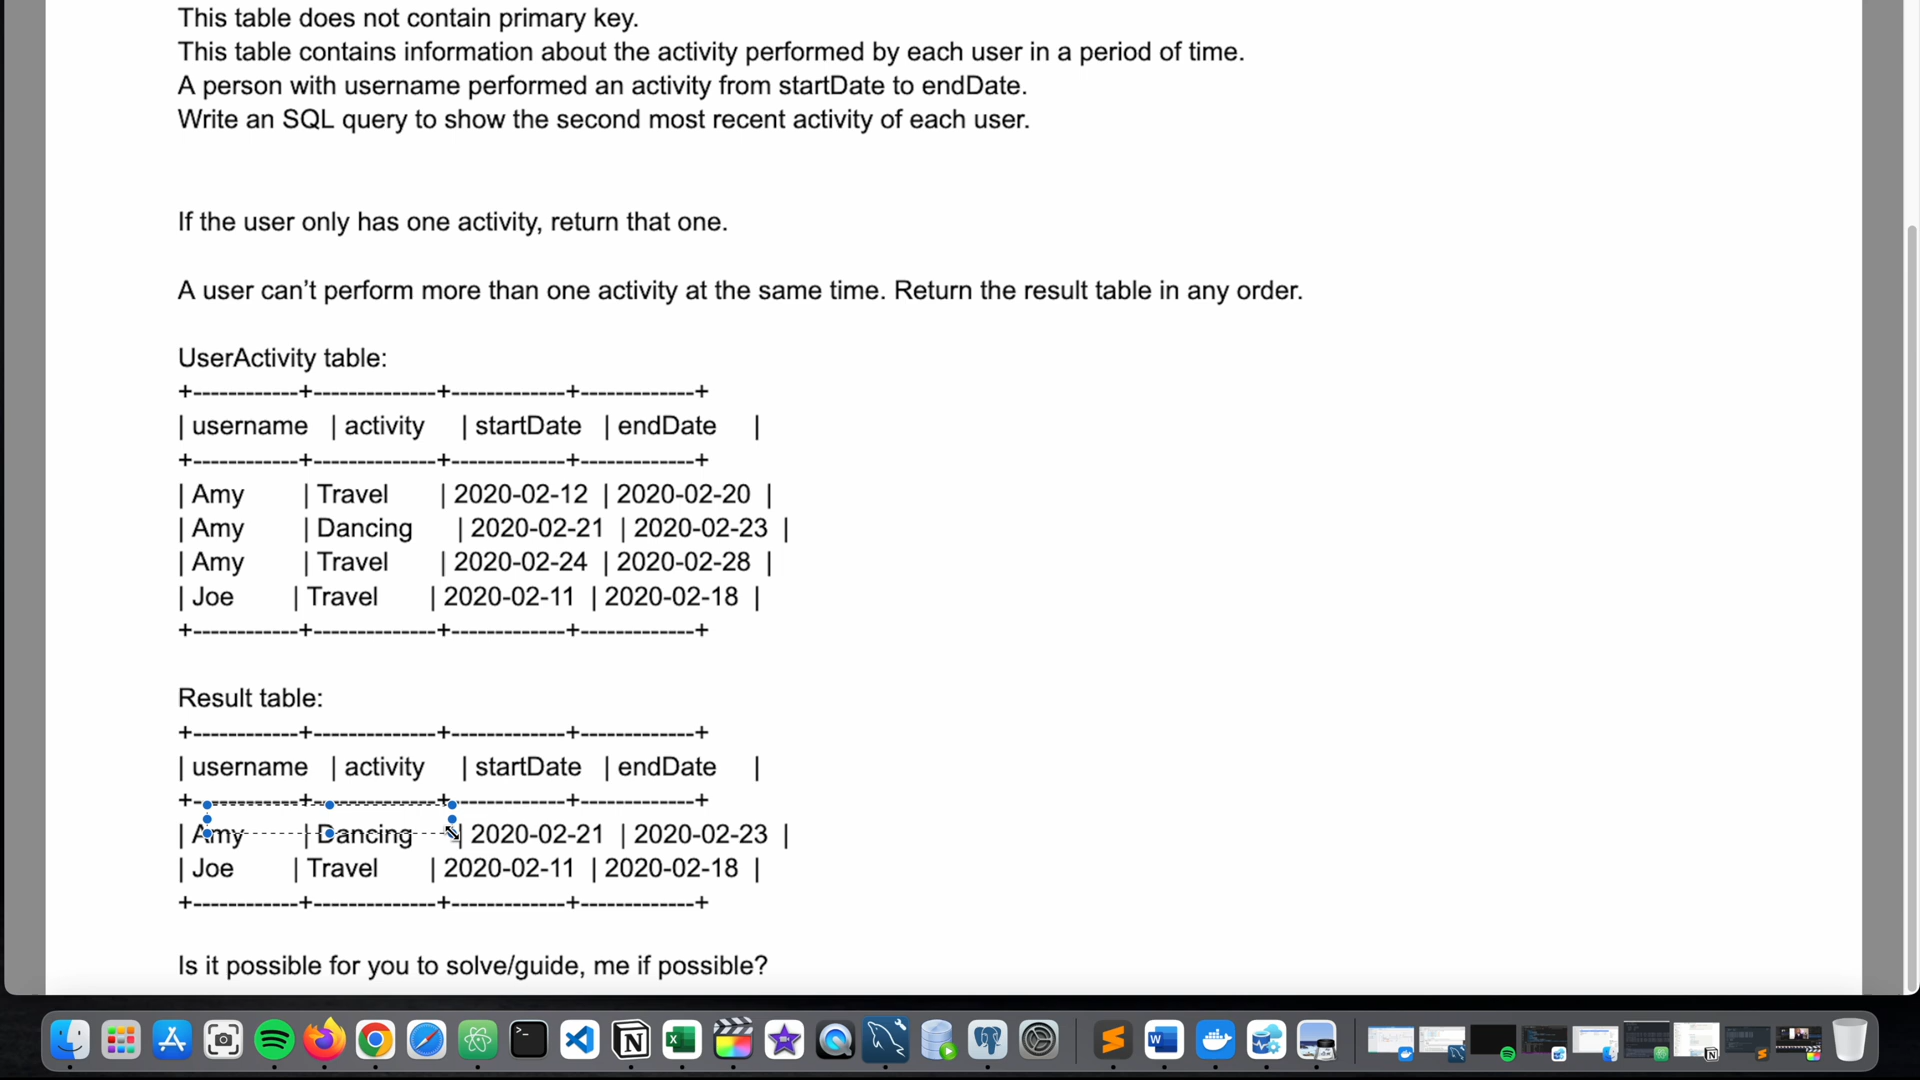 This table does not contain primary key.
This table contains information about the activity performed by each user in a period of time.
A person with username performed an activity from startDate to endDate.
Write an SQL query to show the second most recent activity of each user.
If the user only has one activity, return that one.
A user can’t perform more than one activity at the same time. Return the result table in any order.
UserActivity table:
+------------+--------------+-------------+-------------+
| username | activity | startDate | endDate |
+------------+--------------+-------------+-------------+
| Amy | Travel | 2020-02-12 | 2020-02-20 |
| Amy | Dancing | 2020-02-21 | 2020-02-23 |
| Amy | Travel | 2020-02-24 | 2020-02-28 |
| Joe | Travel | 2020-02-11 | 2020-02-18 |
+------------+--------------+-------------+-------------+
Result table:
+------------+--------------+-------------+-------------+
| username | activity | startDate | endDate |
+------------+--------------+-------------+-------------+
| Amy | Dancing | 2020-02-21 | 2020-02-23 |
| Joe | Travel | 2020-02-11 | 2020-02-18 |
+------------+--------------+-------------+-------------+
Is it possible for you to solve/guide, me if possible?